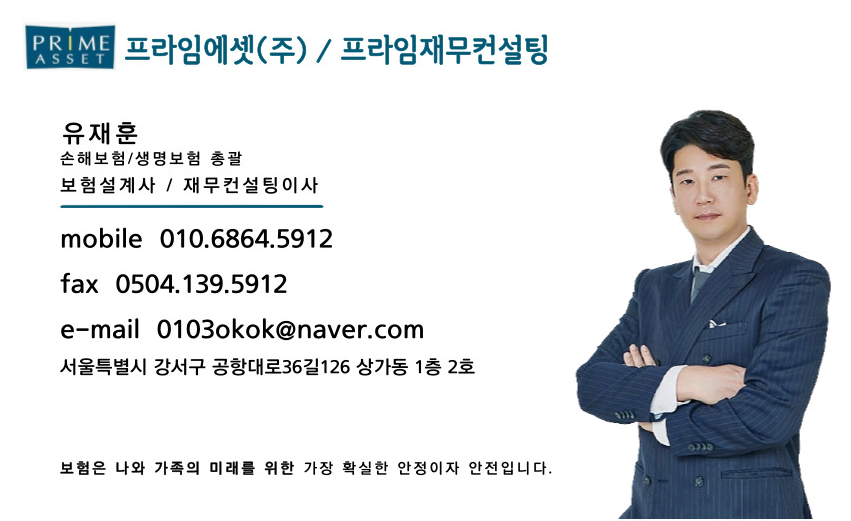 PRIME
ASSET
프라임에셋(주) / 프라임재무컨설팅
유재훈
손해보험/생명보험 총괄
보험설계사 / 재무컨설팅이사
mobile 010.6864.5912
fax 0504.139.5912
e-mail 0103okok@naver.com
서울특별시 강서구 공항대로36길126 상가동 1층 2호
보험은 나와 가족의 미래를 위한 가장 확실한 안정이자 안전입니다.